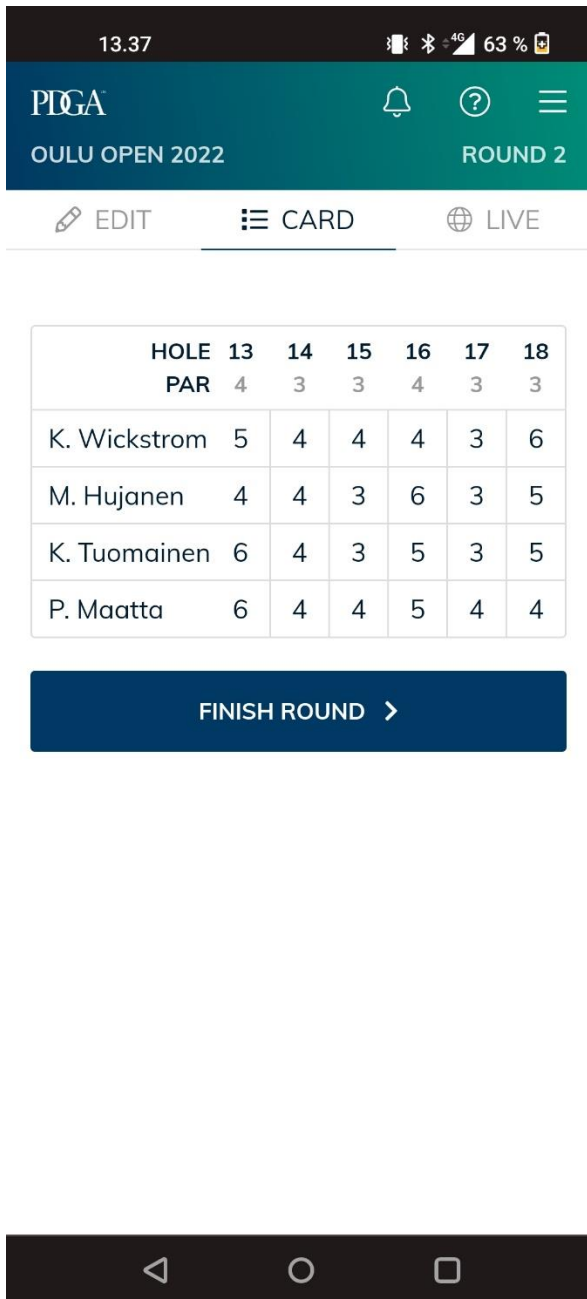 13.37 4G 63 %
PDGA
OULU OPEN 2022 ROUND 2
EDIT CARD LIVE
HOLE 13 14 15 16 17 18
PAR 4 3 3 4 3 3
K. Wickstrom 5 4 4 4 3 6
M. Hujanen 4 4 3 6 3 5
K. Tuomainen 6 4 3 5 3 5
P. Maatta 6 4 4 5 4 4
FINISH ROUND